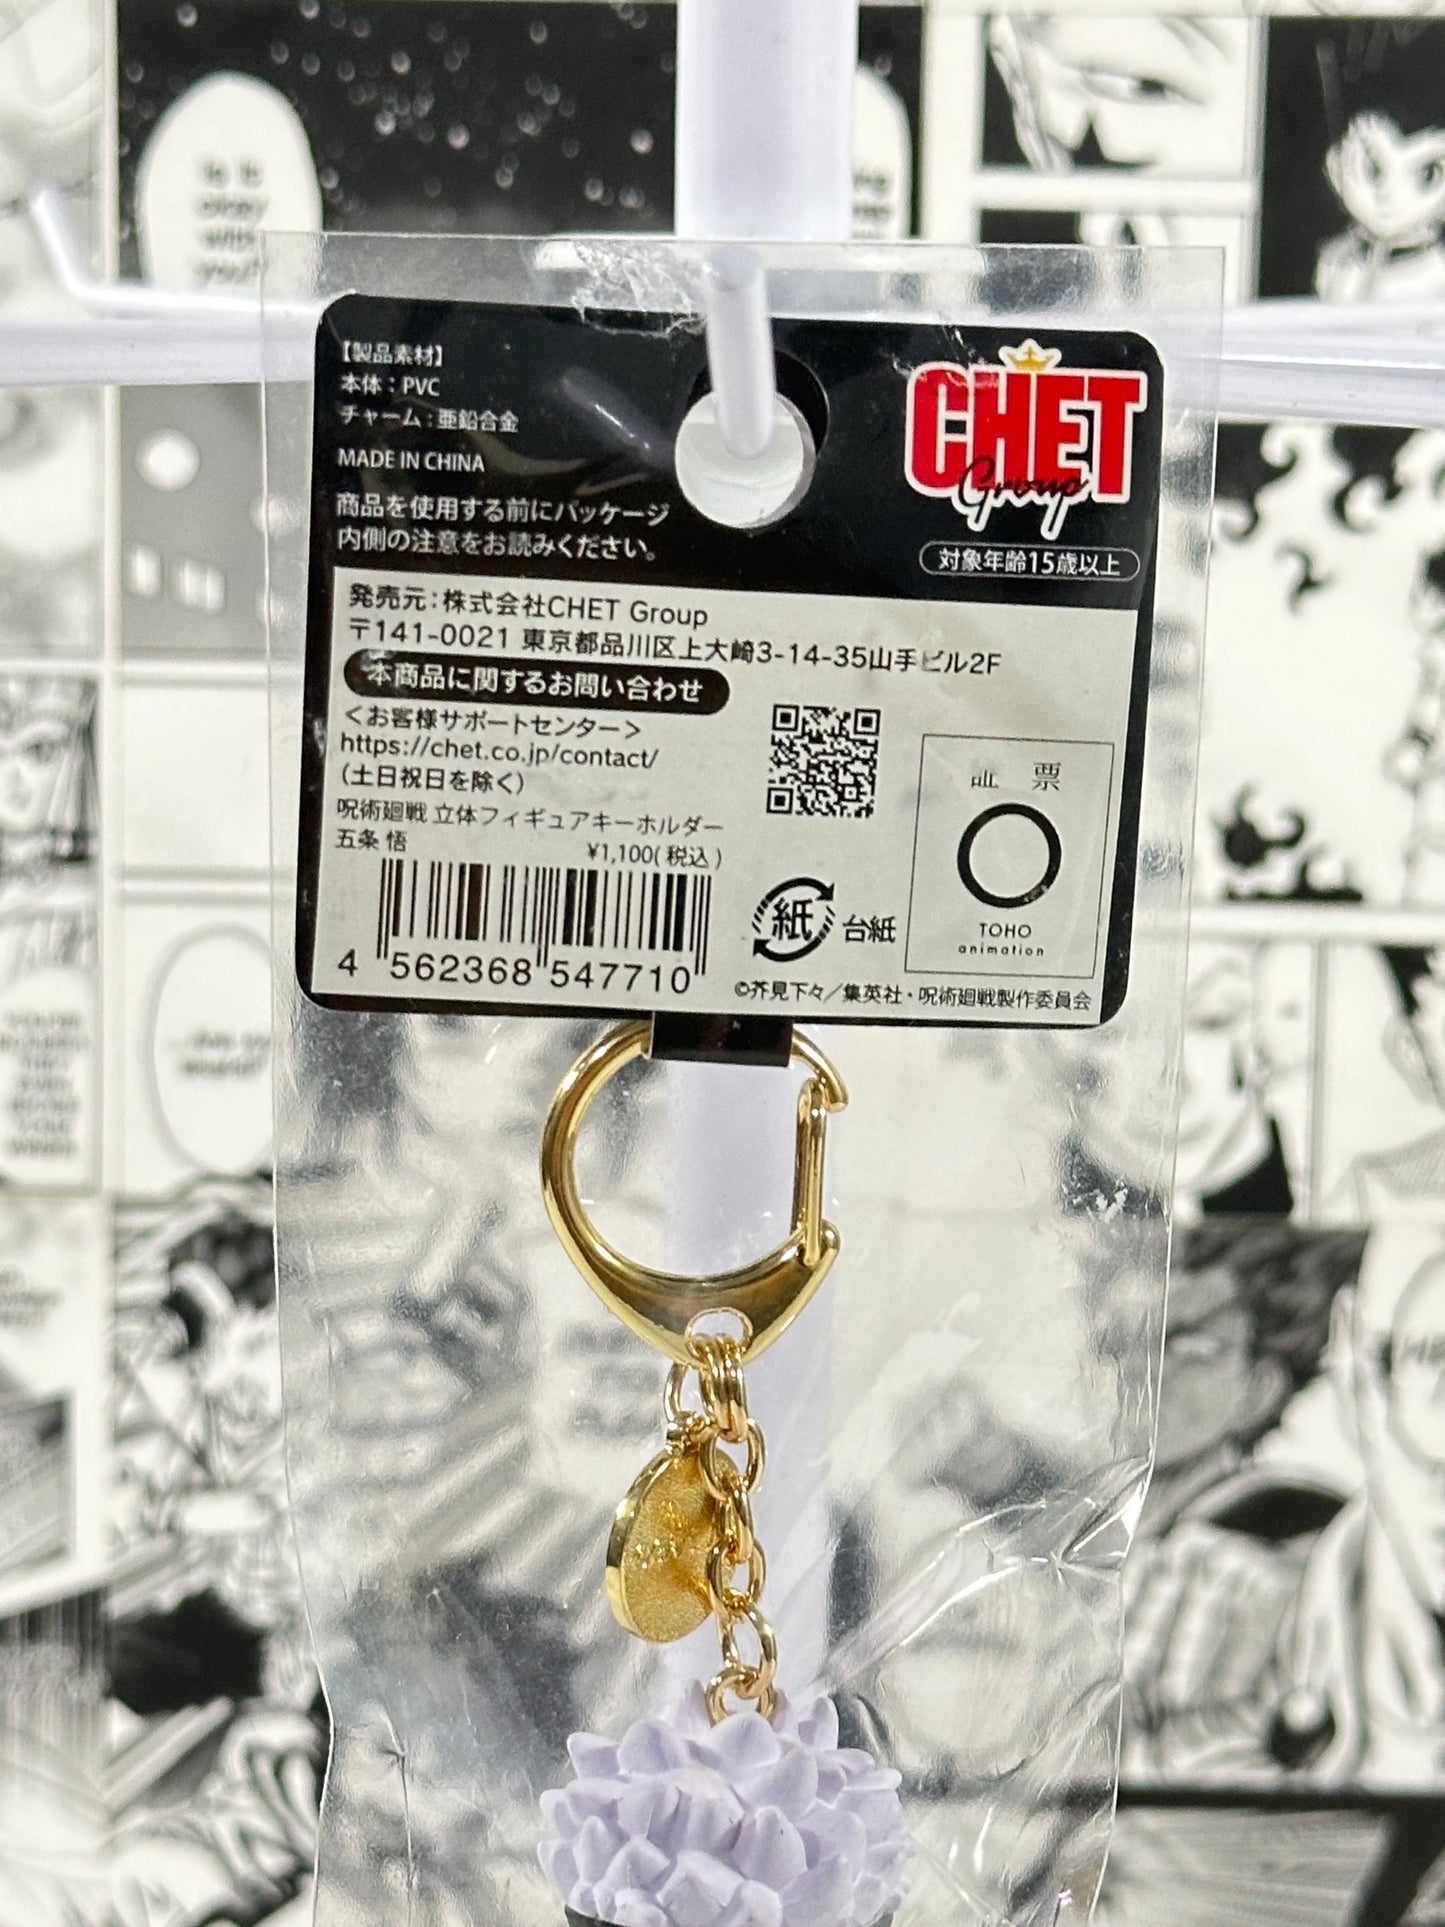 Is it
okay
with
you?
【製品素材】
本体：PVC
チャーム：亜鉛合金
MADE IN CHINA
商品を使用する前にパッケージ
内側の注意をお読みください。
CHET
Group
対象年齢15歳以上
発売元：株式会社CHET Group
〒141-0021 東京都品川区上大崎3-14-35山手ビル2F
本商品に関するお問い合わせ
＜お客様サポートセンター＞
https://chet.co.jp/contact/
（土日祝日を除く）
呪術廻戦 立体フィギュアキーホルダー
五条 悟
¥1,100(税込)
4 562368 547710
紙 台紙
票
TOHO
animation
©芥見下々／集英社・呪術廻戦製作委員会